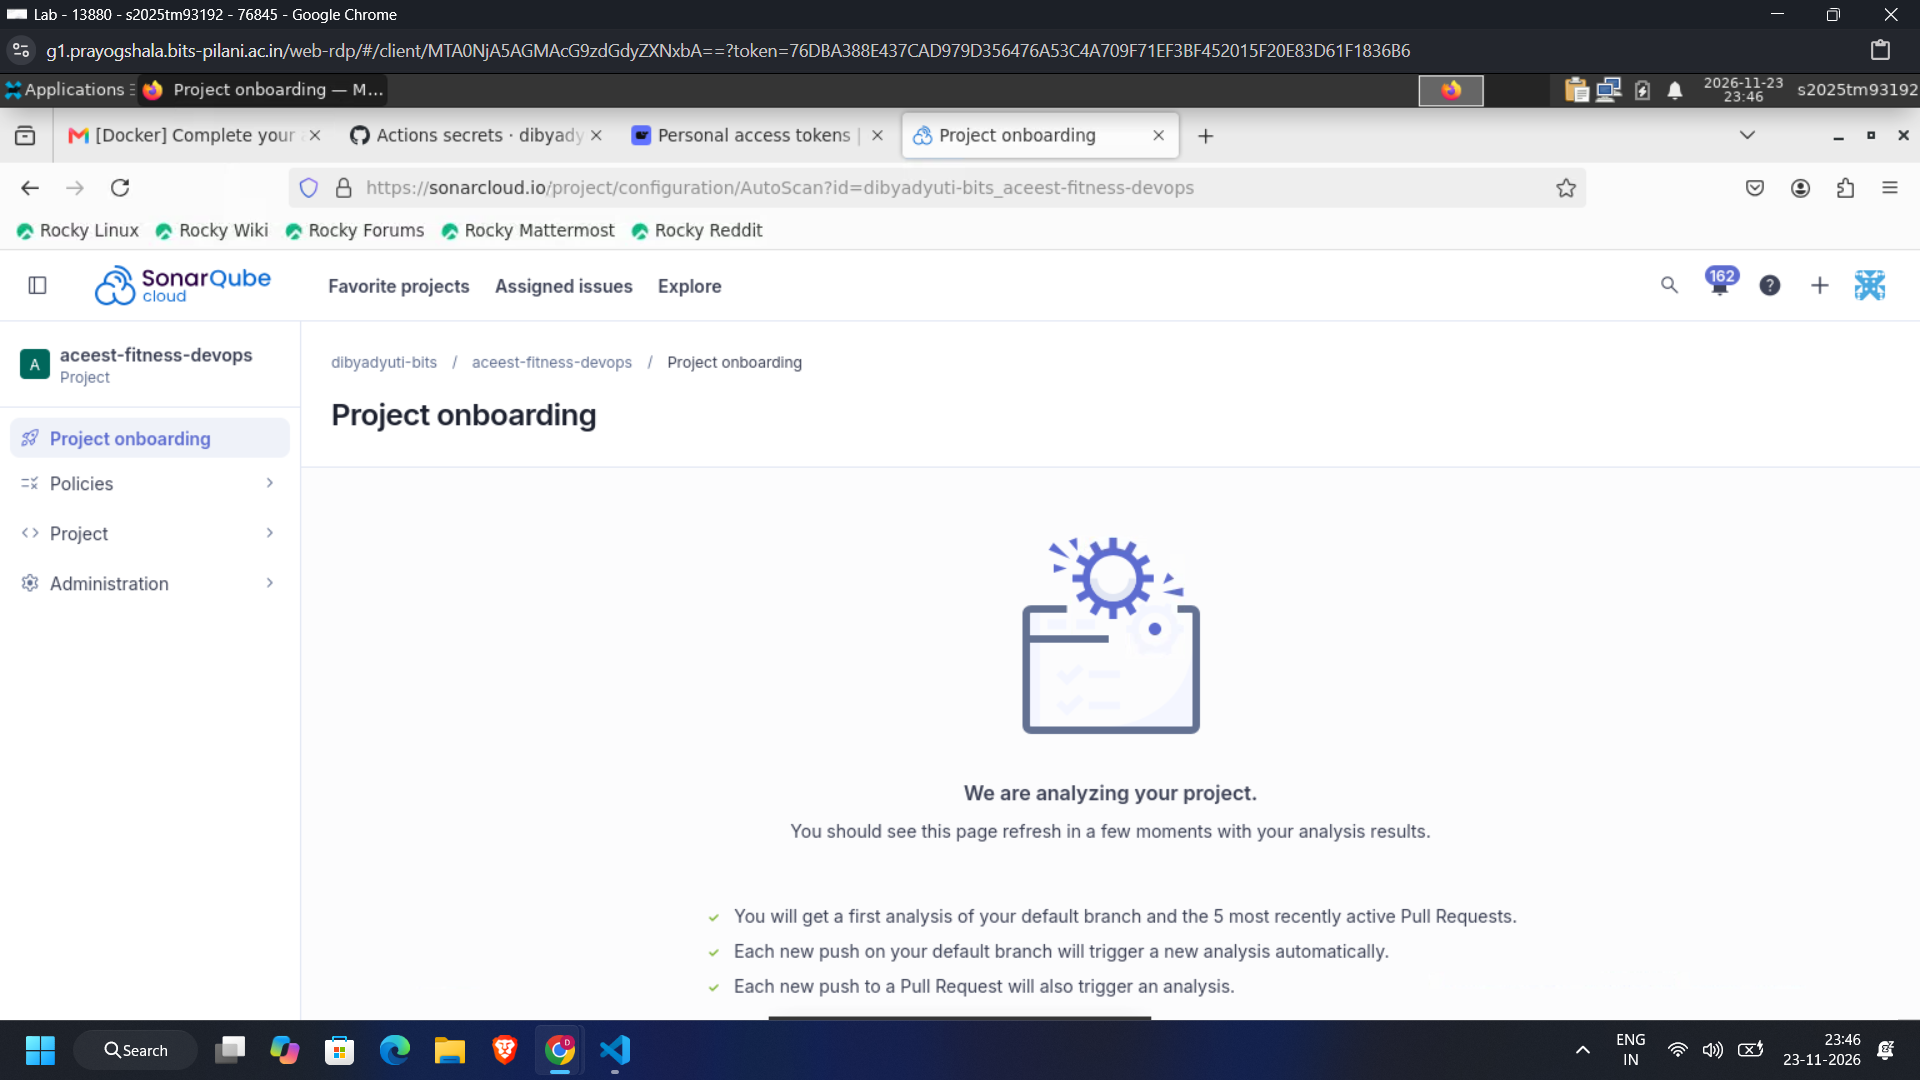 Lab - 13880 - s2025tm93192 - 76845 - Google Chrome
g1.prayogshala.bits-pilani.ac.in/web-rdp/#/client/MTA0NjA5AGMAcG9zdGdyZXNxbA==?token=76DBA388E437CAD979D356476A53C4A709F71EF3BF452015F20E83D61F1836B6
Applications Project onboarding — M... 2026-11-23 23:46 s2025tm93192
[Docker] Complete your Actions secrets · dibyady Personal access tokens | Project onboarding
https://sonarcloud.io/project/configuration/AutoScan?id=dibyadyuti-bits_aceest-fitness-devops
Rocky Linux Rocky Wiki Rocky Forums Rocky Mattermost Rocky Reddit
SonarQube cloud Favorite projects Assigned issues Explore 162
A aceest-fitness-devops
Project
dibyadyuti-bits / aceest-fitness-devops / Project onboarding
Project onboarding
Project onboarding
Policies
Project
Administration
We are analyzing your project.
You should see this page refresh in a few moments with your analysis results.
You will get a first analysis of your default branch and the 5 most recently active Pull Requests.
Each new push on your default branch will trigger a new analysis automatically.
Each new push to a Pull Request will also trigger an analysis.
Search ENG IN 23:46 23-11-2026